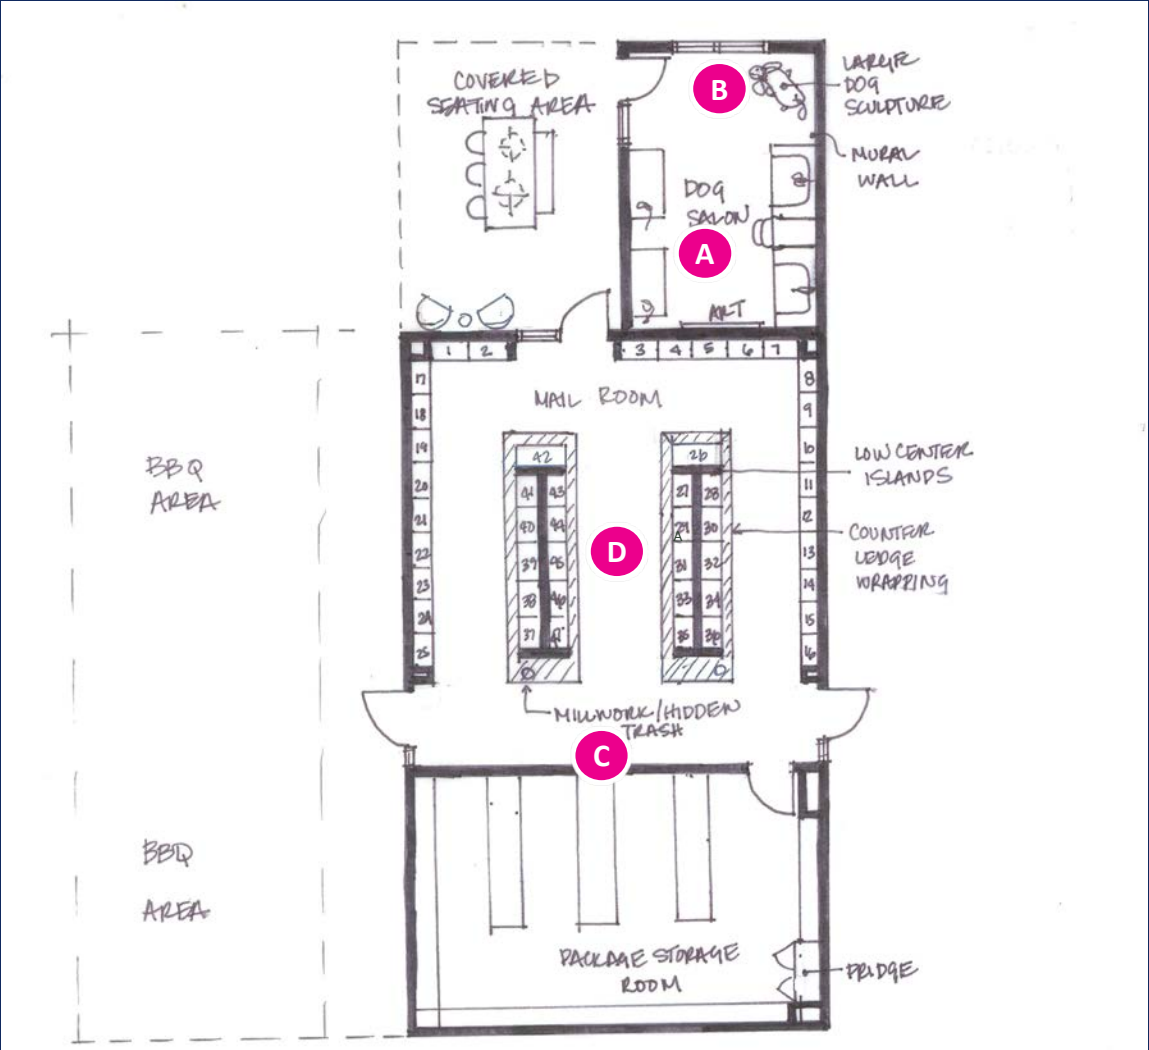 COVERED
SEATING AREA
B
LARGE
DOG
SCULPTURE
MURAL
WALL
DOG
SALON
A
ART
1 2
3 4 5 6 7
MAIL ROOM
17
18
19
20
21
22
23
24
25
8
9
10
11
12
13
14
15
16
42
41 43
40 44
39 45
38 46
37 47
26
27 28
29 30
A
31 32
33 34
35 36
D
LOW CENTER
ISLANDS
COUNTER
LEDGE
WRAPPING
BBQ
AREA
MILLWORK/HIDDEN
TRASH
C
BBQ
AREA
PACKAGE STORAGE
ROOM
FRIDGE